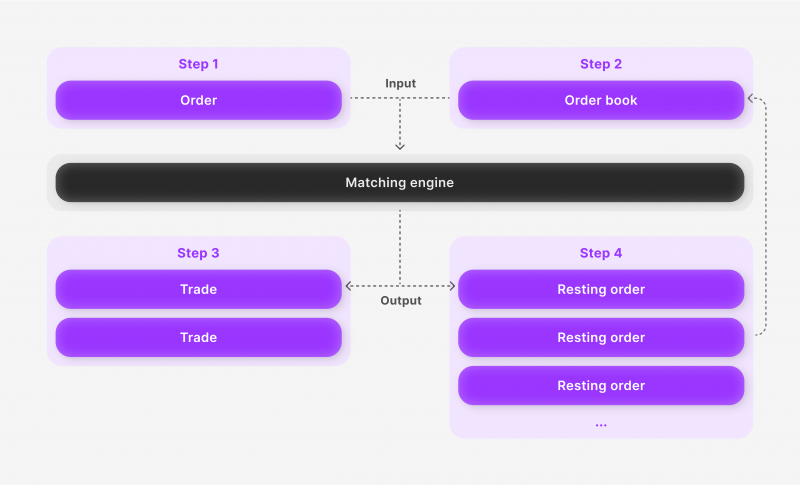 Step 1
Order
Input
Step 2
Order book
Matching engine
Step 3
Trade
Trade
Output
Step 4
Resting order
Resting order
Resting order
...